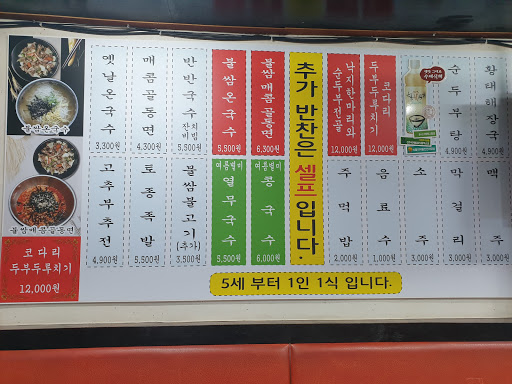 옛날온국수
3,300원
매콤골동면
4,300원
반반국수
잔치
비빔
5,500원
불쌈온국수
5,500원
불쌈매콤골동면
6,300원
추가 반찬은 셀프입니다.
낙지한마리와
순두부전골
12,000원
코다리
두부두루치기
12,000원
순두부탕
4,900원
황태해장국
4,900원
불쌈온국수
불쌈매콤골동면
고추부추전
4,900원
토종족발
5,500원
불쌈불고기
(추가)
3,500원
여름별미
열무국수
5,500원
여름별미
콩국수
6,000원
주먹밥
2,000원
음료수
1,000원
소주
3,000원
막걸리
3,000원
맥주
3,000원
코다리
두부두루치기
12,000원
5세 부터 1인 1식 입니다.